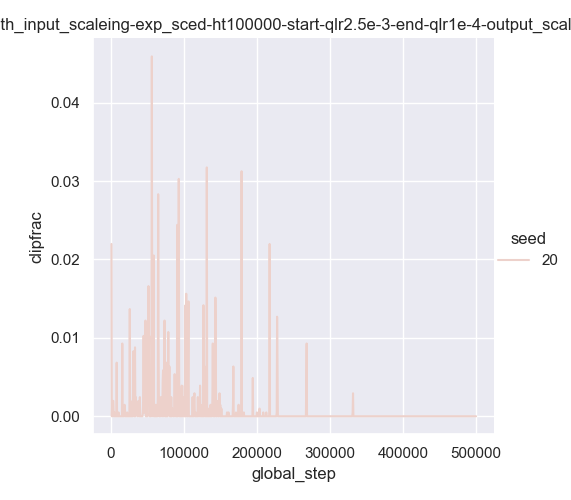 th_input_scaleing-exp_sced-ht100000-start-qlr2.5e-3-end-qlr1e-4-output_scal
0.04
0.03
0.02
0.01
0.00
clipfrac
0 100000 200000 300000 400000 500000
global_step
seed
20